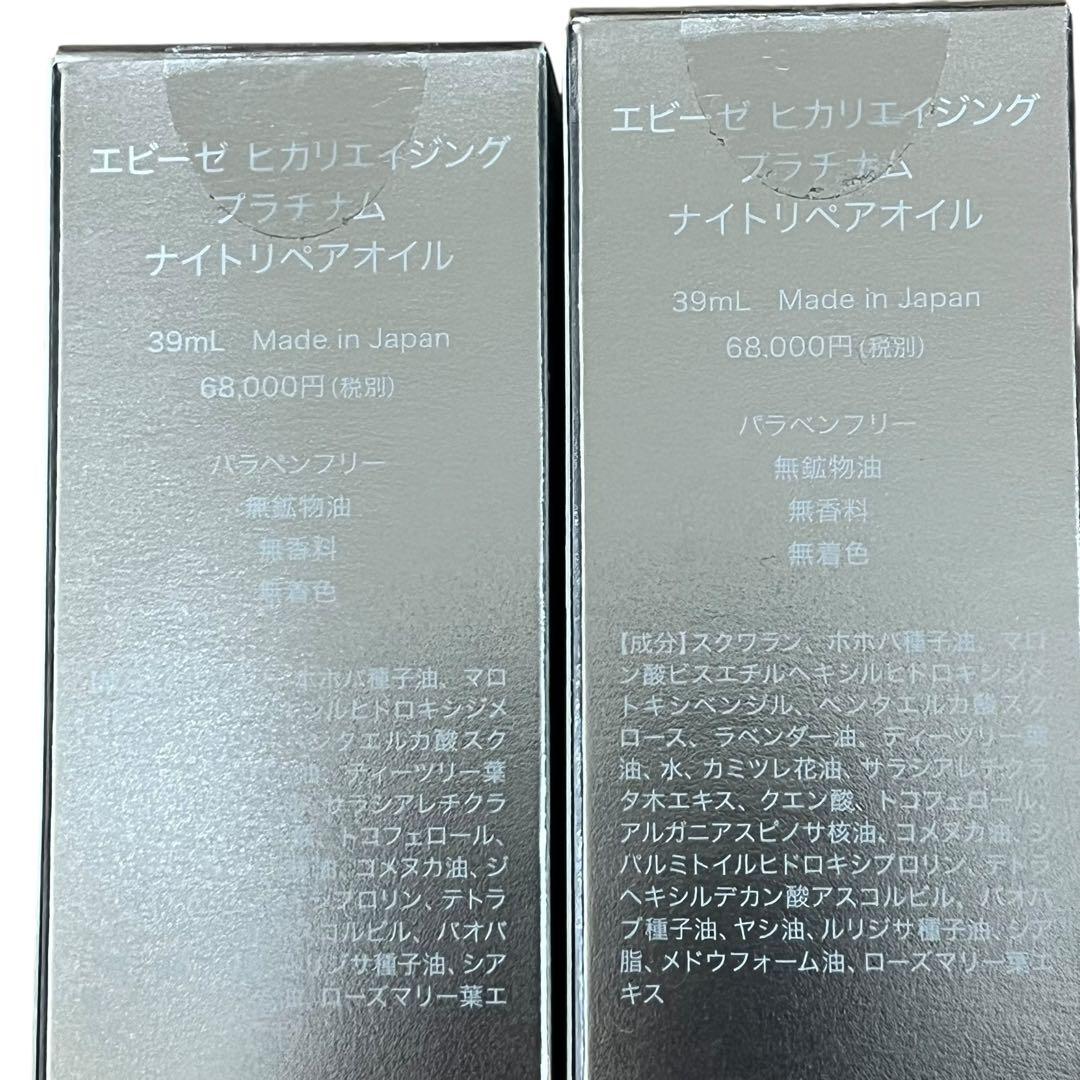 エビーゼ ヒカリエイジング
プラチナム
ナイトリペアオイル
39mL Made in Japan
68,000円(税別)
パラベンフリー
無鉱物油
無香料
無着色
ホホバ種子油、マロ
シルヒドロキシジメ
ペンタエルカ酸スク
油、ティーツリー葉
サラシアレチクラ
トコフェロール、
油、コメヌカ油、ジ
プロリン、テトラ
コルビル、バオバ
ルリジサ種子油、シア
油、ローズマリー葉エ
エビーゼ ヒカリエイジング
プラチナム
ナイトリペアオイル
39mL Made in Japan
68,000円(税別)
パラベンフリー
無鉱物油
無香料
無着色
【成分】スクワラン、ホホバ種子油、マロ
ン酸ビスエチルヘキシルヒドロキシジメ
トキシベンジル、ペンタエルカ酸スク
ロース、ラベンダー油、ティーツリー葉
油、水、カミツレ花油、サラシアレチクラ
タ木エキス、クエン酸、トコフェロール、
アルガニアスピノサ核油、コメヌカ油、ジ
パルミトイルヒドロキシプロリン、テトラ
ヘキシルデカン酸アスコルビル、バオバ
ブ種子油、ヤシ油、ルリジサ種子油、シア
脂、メドウフォーム油、ローズマリー葉エ
キス